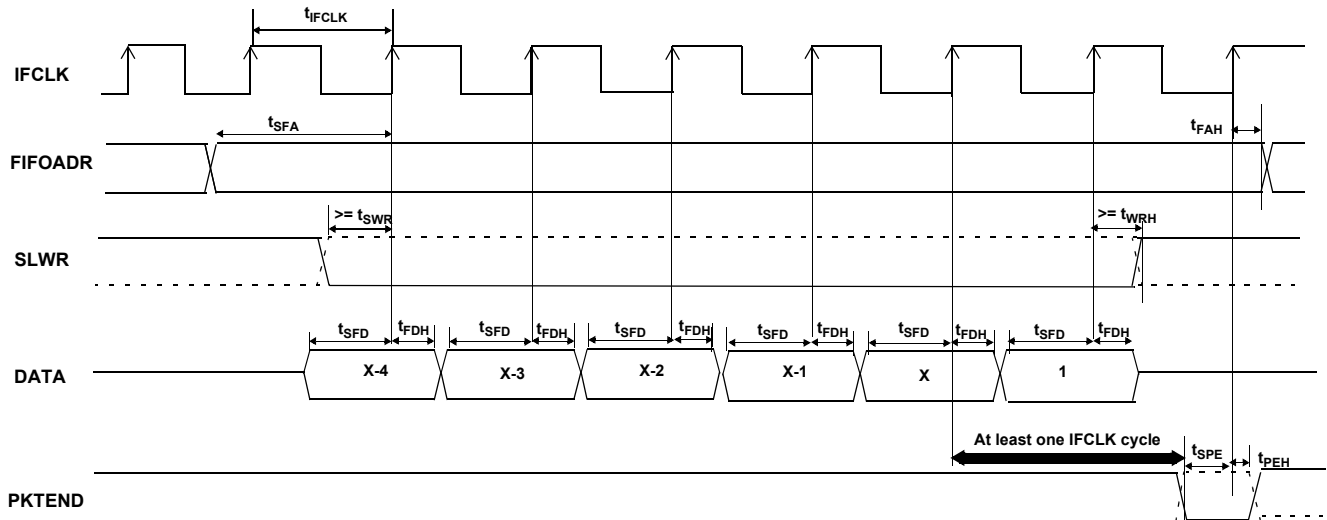 tIFCLK
IFCLK
tSFA
tFAH
FIFOADR
>= tSWR
>= tWRH
SLWR
tSFD tFDH tSFD tFDH tSFD tFDH tSFD tFDH tSFD tFDH tSFD tFDH
DATA X-4 X-3 X-2 X-1 X 1
At least one IFCLK cycle
tSPE
tPEH
PKTEND